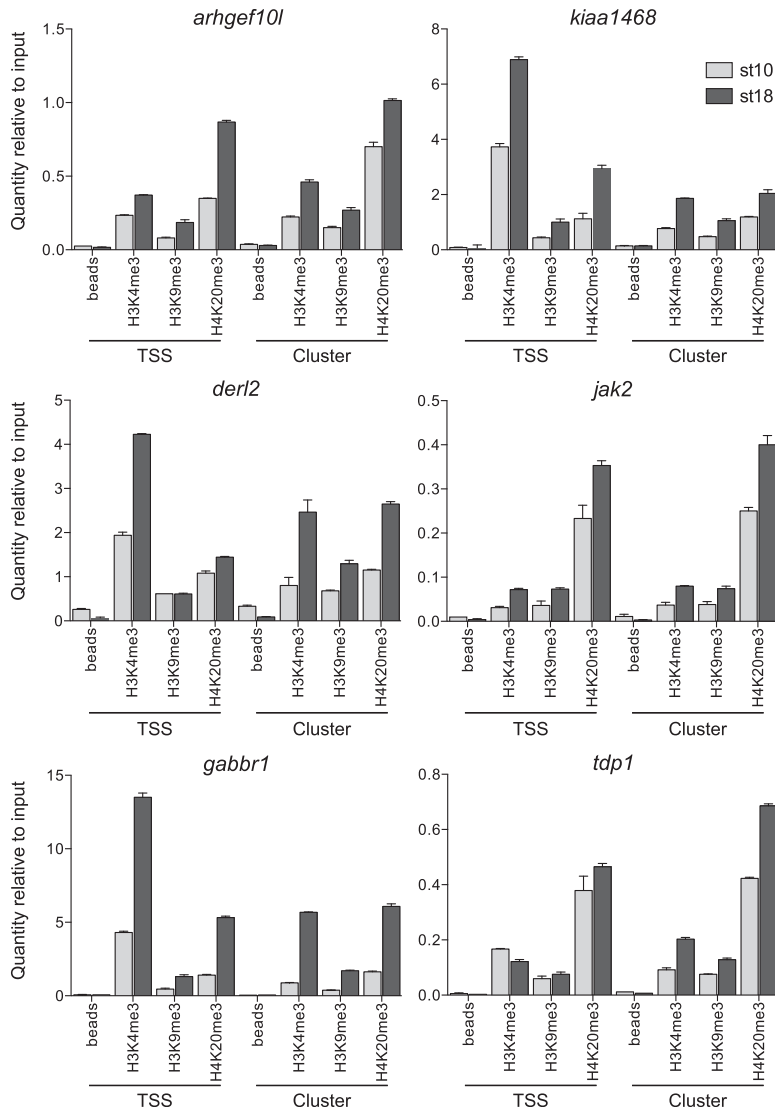 arhgef10l
kiaa1468
Quantity relative to input
1.5
1.0
0.5
0.0
8
6
4
2
0
st10
st18
beads
H3K4me3
H3K9me3
H4K20me3
beads
H3K4me3
H3K9me3
H4K20me3
TSS
Cluster
beads
H3K4me3
H3K9me3
H4K20me3
beads
H3K4me3
H3K9me3
H4K20me3
TSS
Cluster
derl2
jak2
Quantity relative to input
5
4
3
2
1
0
0.5
0.4
0.3
0.2
0.1
0.0
beads
H3K4me3
H3K9me3
H4K20me3
beads
H3K4me3
H3K9me3
H4K20me3
TSS
Cluster
beads
H3K4me3
H3K9me3
H4K20me3
beads
H3K4me3
H3K9me3
H4K20me3
TSS
Cluster
gabbr1
tdp1
Quantity relative to input
15
10
5
0
0.8
0.6
0.4
0.2
0.0
beads
H3K4me3
H3K9me3
H4K20me3
beads
H3K4me3
H3K9me3
H4K20me3
TSS
Cluster
beads
H3K4me3
H3K9me3
H4K20me3
beads
H3K4me3
H3K9me3
H4K20me3
TSS
Cluster